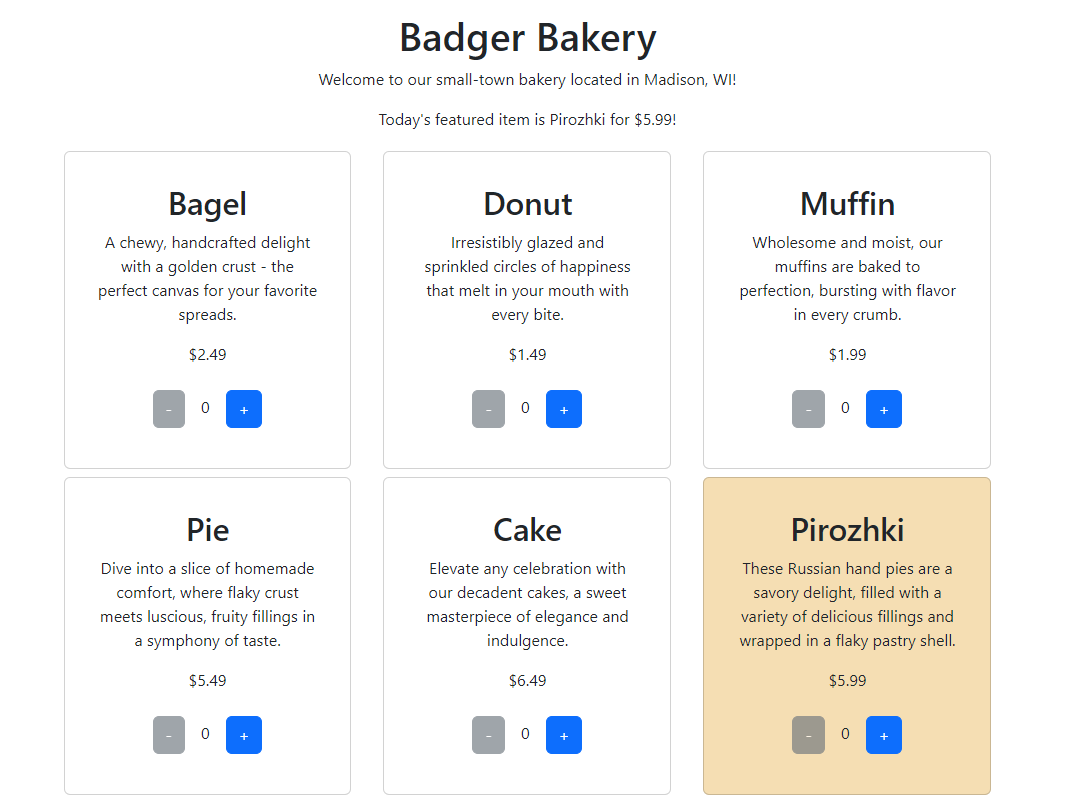 Badger Bakery
Welcome to our small-town bakery located in Madison, WI!
Today's featured item is Pirozhki for $5.99!
Bagel
A chewy, handcrafted delight
with a golden crust - the
perfect canvas for your favorite
spreads.
$2.49
- 0 +
Donut
Irresistibly glazed and
sprinkled circles of happiness
that melt in your mouth with
every bite.
$1.49
- 0 +
Muffin
Wholesome and moist, our
muffins are baked to
perfection, bursting with flavor
in every crumb.
$1.99
- 0 +
Pie
Dive into a slice of homemade
comfort, where flaky crust
meets luscious, fruity fillings in
a symphony of taste.
$5.49
- 0 +
Cake
Elevate any celebration with
our decadent cakes, a sweet
masterpiece of elegance and
indulgence.
$6.49
- 0 +
Pirozhki
These Russian hand pies are a
savory delight, filled with a
variety of delicious fillings and
wrapped in a flaky pastry shell.
$5.99
- 0 +